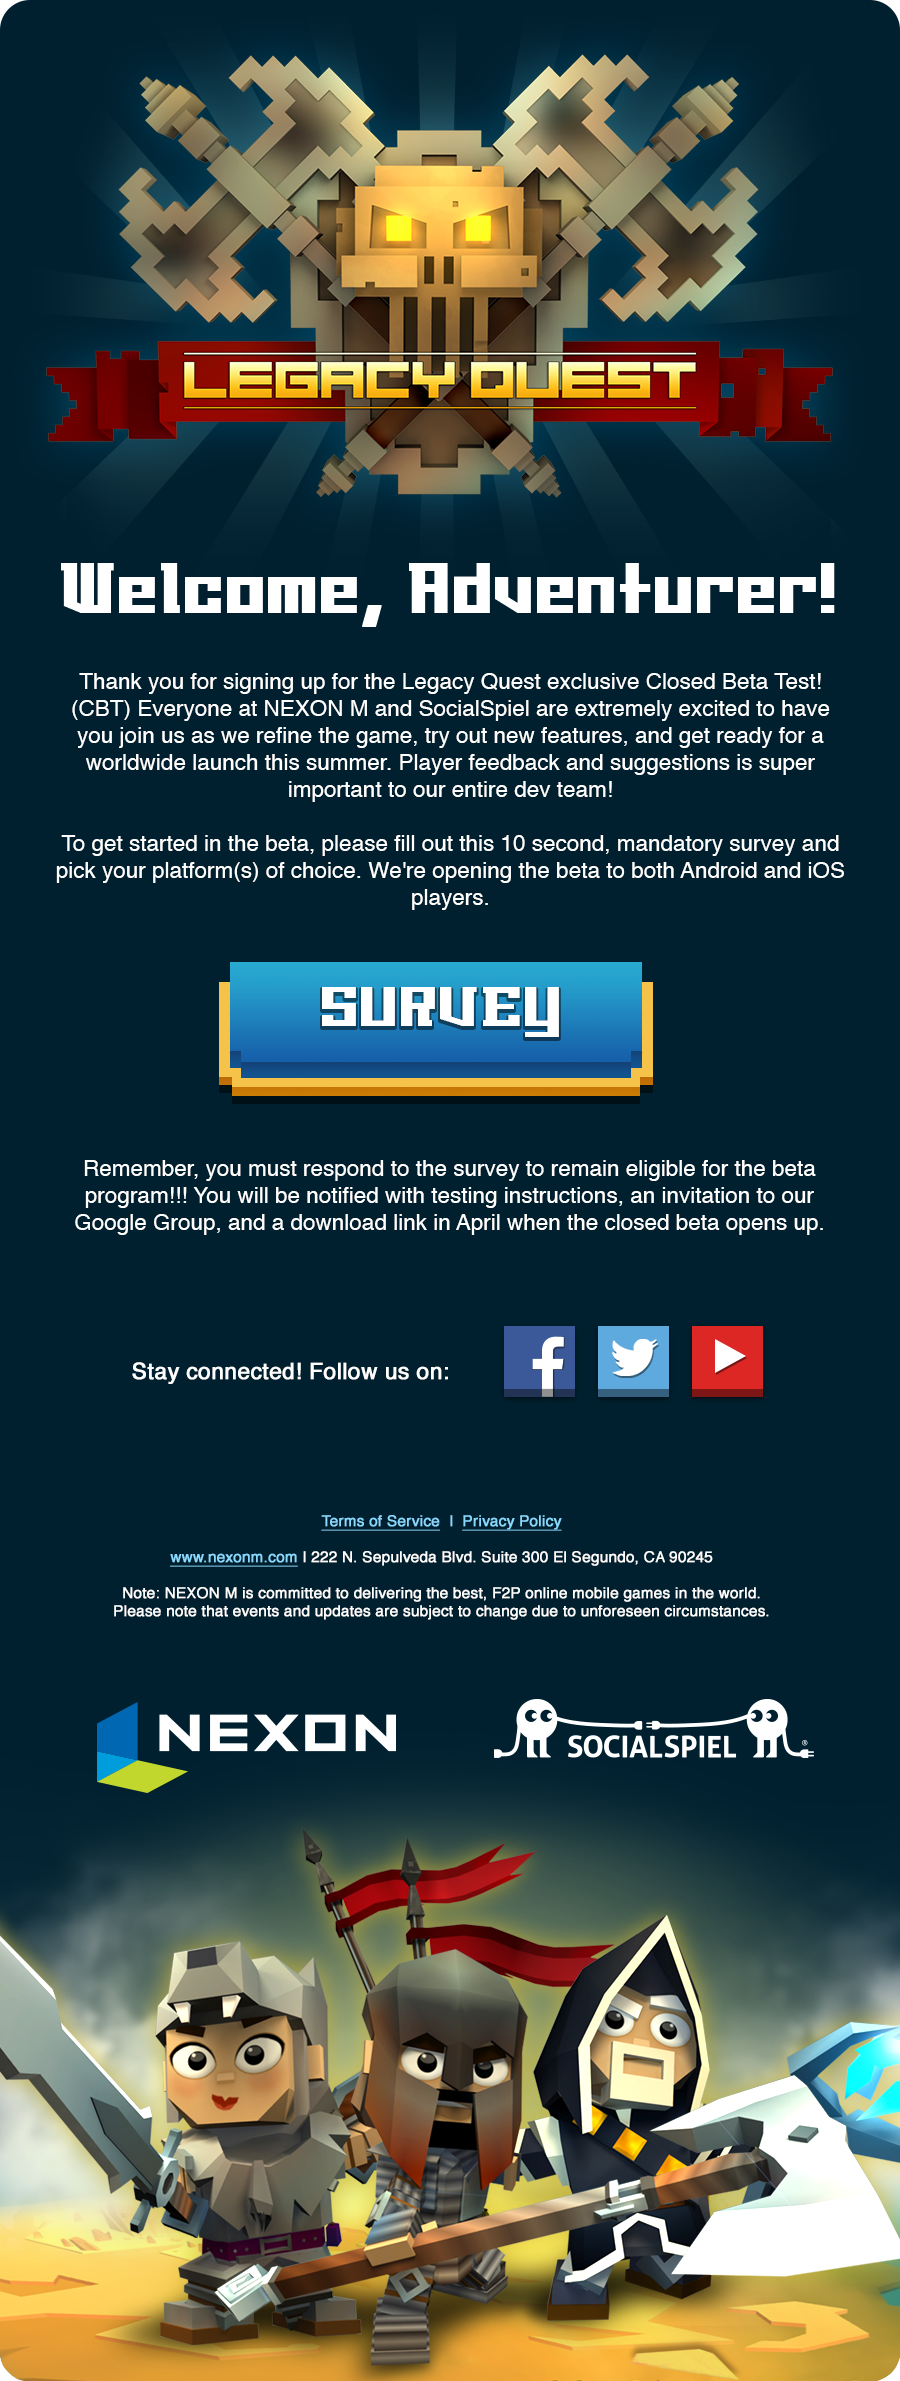 LEGACY QUEST
Welcome, Adventurer!
Thank you for signing up for the Legacy Quest exclusive Closed Beta Test!
(CBT) Everyone at NEXON M and SocialSpiel are extremely excited to have
you join us as we refine the game, try out new features, and get ready for a
worldwide launch this summer. Player feedback and suggestions is super
important to our entire dev team!
To get started in the beta, please fill out this 10 second, mandatory survey and
pick your platform(s) of choice. We're opening the beta to both Android and iOS
players.
SURVEY
Remember, you must respond to the survey to remain eligible for the beta
program!!! You will be notified with testing instructions, an invitation to our
Google Group, and a download link in April when the closed beta opens up.
Stay connected! Follow us on:
Terms of Service | Privacy Policy
www.nexonm.com | 222 N. Sepulveda Blvd. Suite 300 El Segundo, CA 90245
Note: NEXON M is committed to delivering the best, F2P online mobile games in the world.
Please note that events and updates are subject to change due to unforeseen circumstances.
NEXON
SOCIALSPIEL®